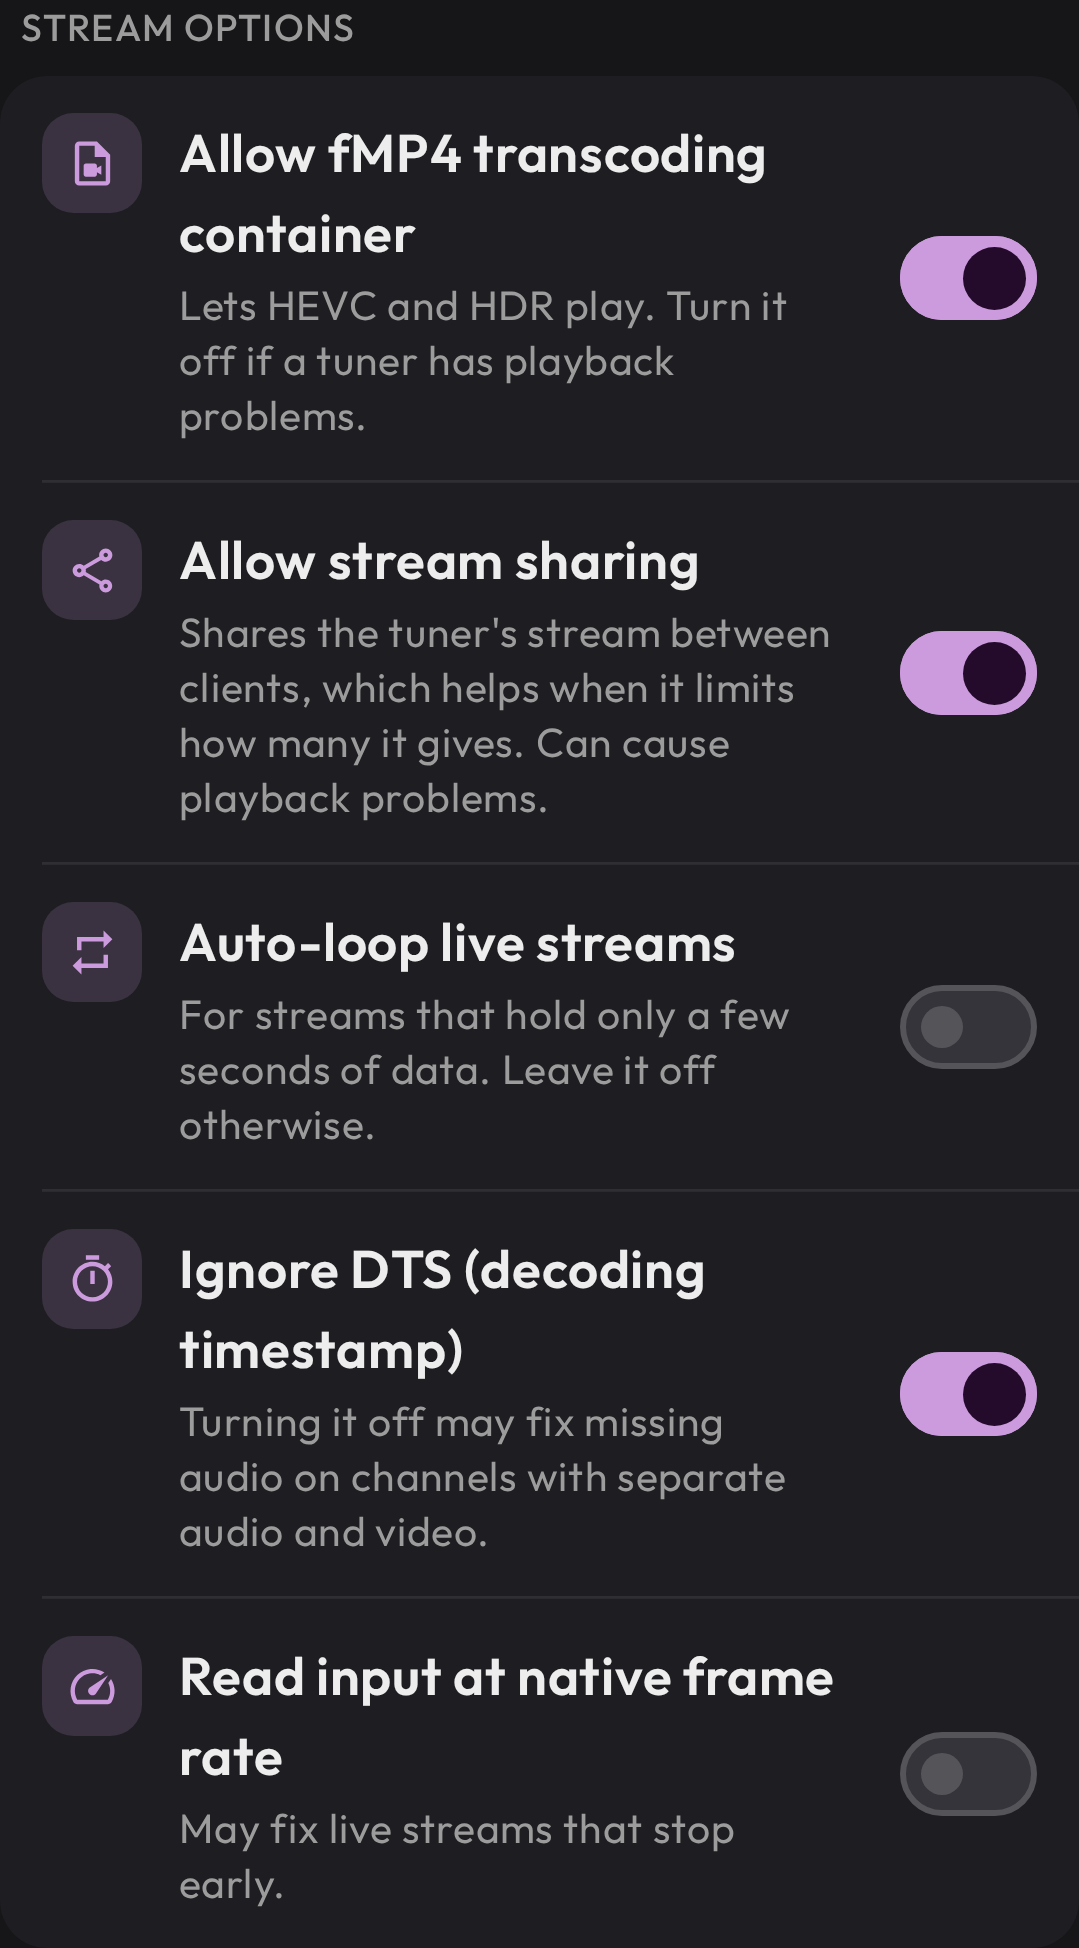 STREAM OPTIONS
Allow fMP4 transcoding
container
Lets HEVC and HDR play. Turn it
off if a tuner has playback
problems.
Allow stream sharing
Shares the tuner's stream between
clients, which helps when it limits
how many it gives. Can cause
playback problems.
Auto-loop live streams
For streams that hold only a few
seconds of data. Leave it off
otherwise.
Ignore DTS (decoding
timestamp)
Turning it off may fix missing
audio on channels with separate
audio and video.
Read input at native frame
rate
May fix live streams that stop
early.